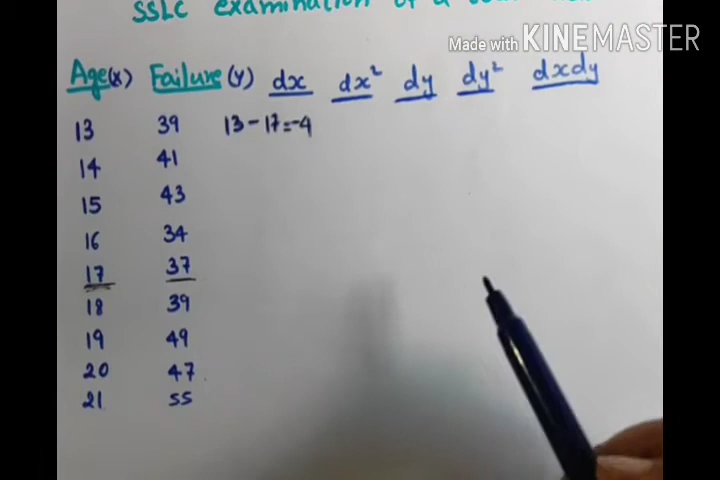 SSLC examination of a
Made with KINEMASTER
Age(x) Failure (y) dx dx² dy dy² dxdy
13 39 13-17=-4
14 41
15 43
16 34
17 37
18 39
19 49
20 47
21 55